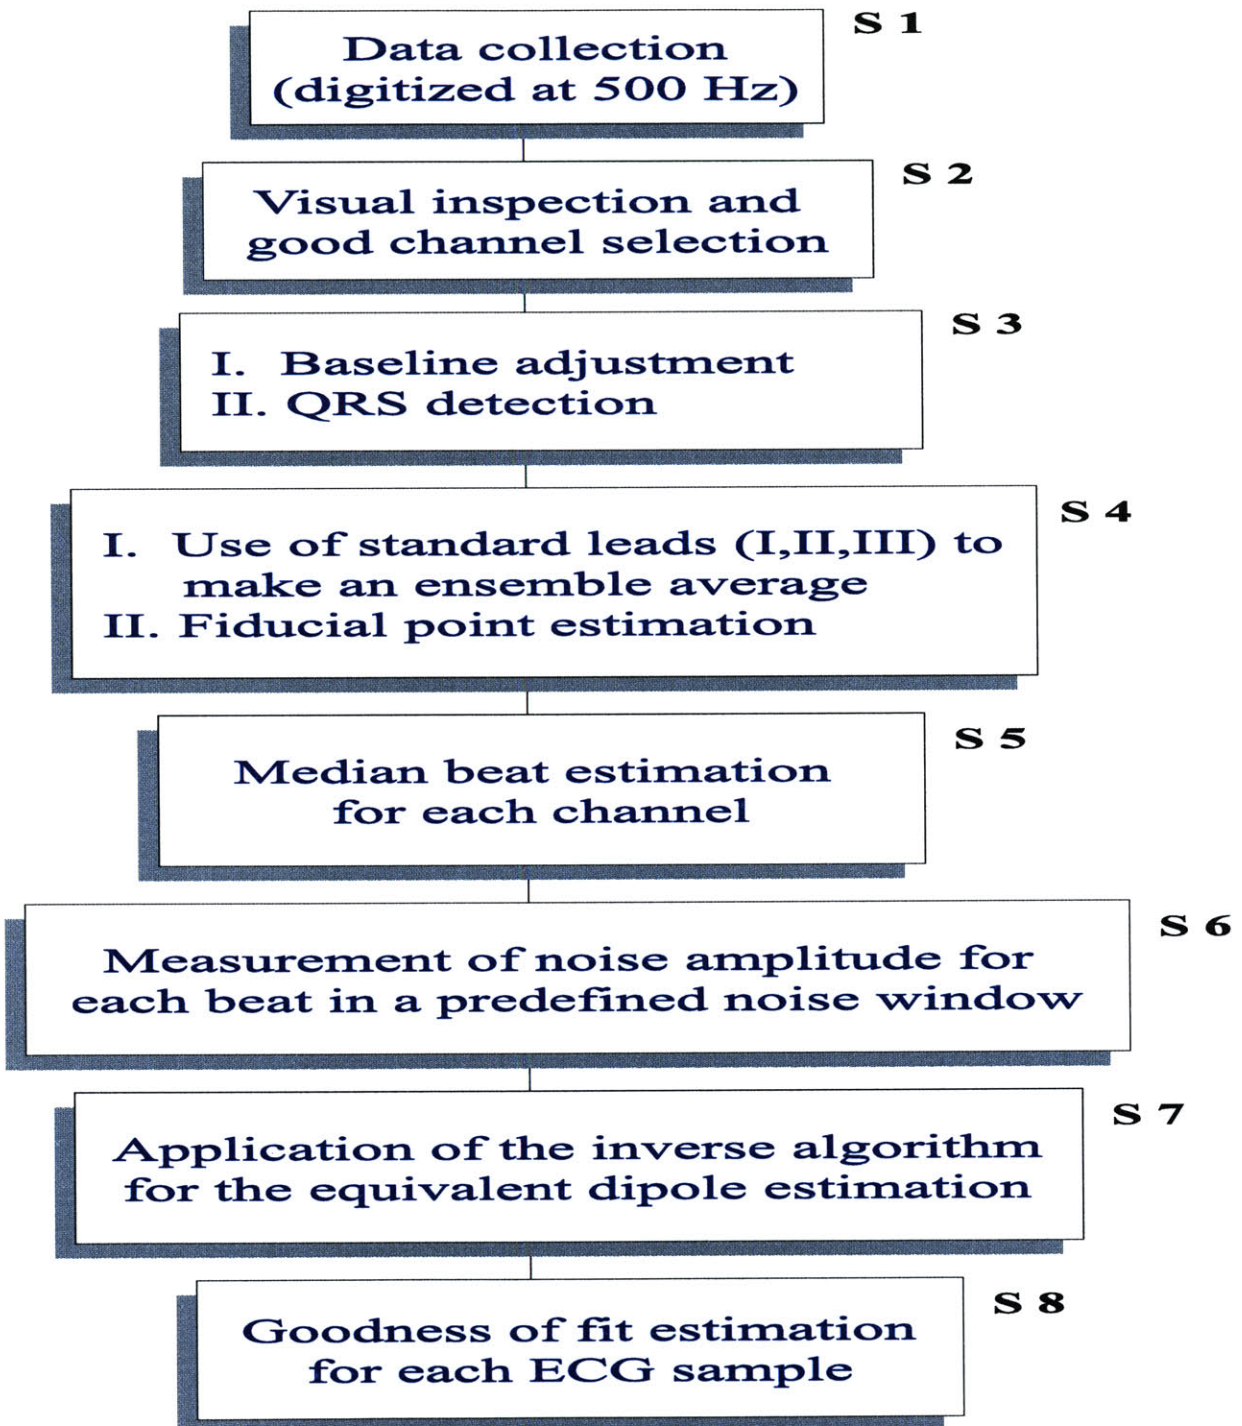 S 1
Data collection
(digitized at 500 Hz)
S 2
Visual inspection and
good channel selection
S 3
I. Baseline adjustment
II. QRS detection
S 4
I. Use of standard leads (I,II,III) to
make an ensemble average
II. Fiducial point estimation
S 5
Median beat estimation
for each channel
S 6
Measurement of noise amplitude for
each beat in a predefined noise window
S 7
Application of the inverse algorithm
for the equivalent dipole estimation
S 8
Goodness of fit estimation
for each ECG sample